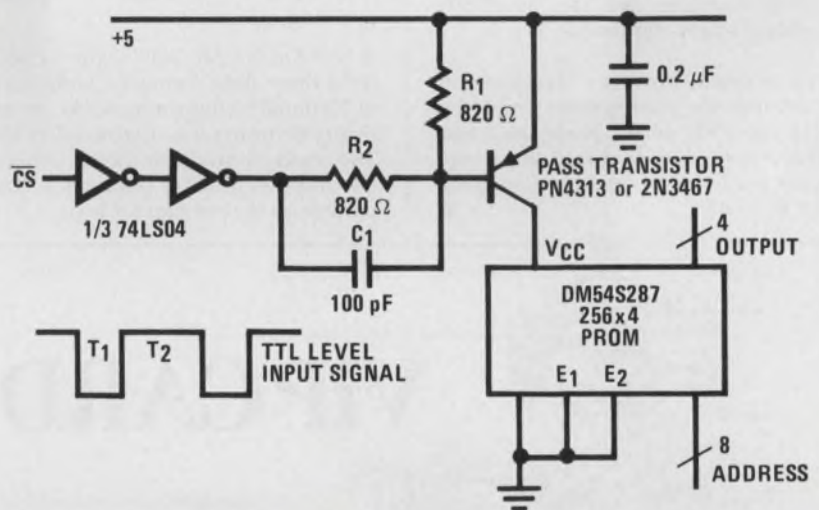 +5
0.2 µF
R1
820 Ω
R2
820 Ω
PASS TRANSISTOR
PN4313 or 2N3467
CS
1/3 74LS04
C1
100 pF
VCC
4
OUTPUT
DM54S287
256x4
PROM
T1 T2
TTL LEVEL
INPUT SIGNAL
E1 E2
8
ADDRESS